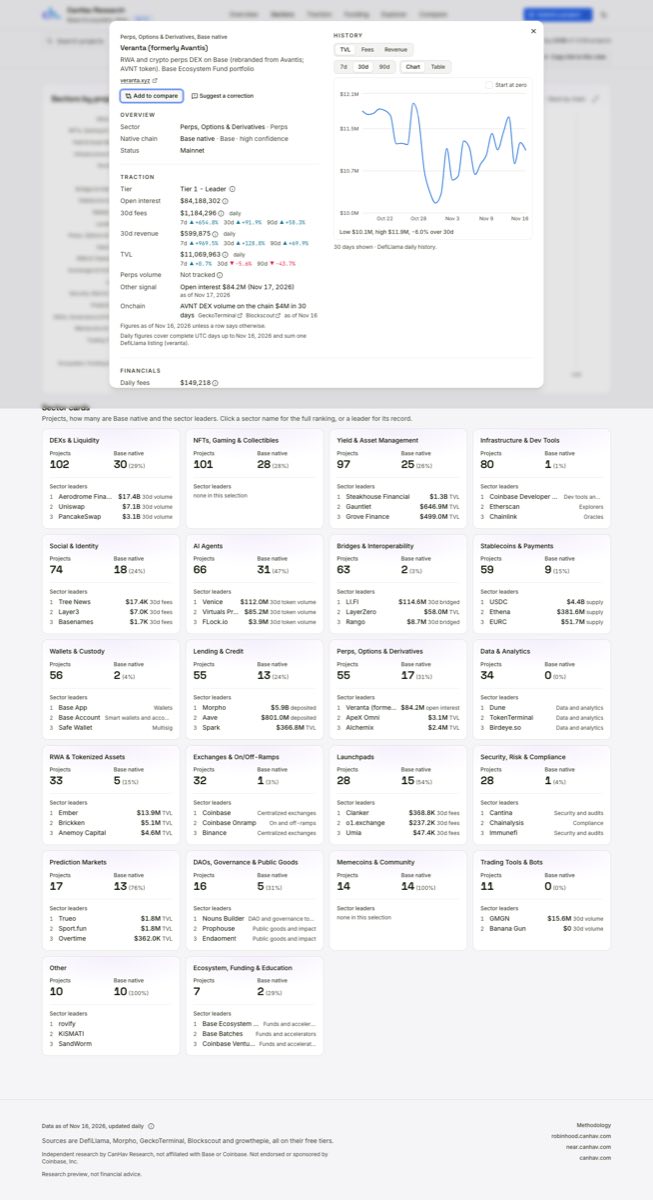 CanHav Research
Perps, Options & Derivatives, Base native
Veranta (formerly Avantis)
RWA and crypto perps DEX on Base (rebranded from Avantis;
AVNT token). Base Ecosystem Fund portfolio
veranta.xyz
Add to compare
Suggest a correction
OVERVIEW
Sector Perps, Options & Derivatives · Perps
Native chain Base native · Base · high confidence
Status Mainnet
TRACTION
Tier Tier 1 · Leader
Open interest $84,188,302
30d fees $1,184,296 daily
7d ▲+654.8% 30d ▲+91.9% 90d ▲+58.3%
30d revenue $599,875 daily
7d ▲+969.5% 30d ▲+128.8% 90d ▲+69.9%
TVL $11,069,963 daily
7d ▲+8.7% 30d ▼-5.6% 90d ▼-43.7%
Perps volume Not tracked
Other signal Open interest $84.2M (Nov 17, 2026)
as of Nov 17, 2026
Onchain AVNT DEX volume on the chain $4M in 30
days GeckoTerminal Blockscout as of Nov 16
Figures as of Nov 16, 2026 unless a row says otherwise.
Daily figures cover complete UTC days up to Nov 16, 2026 and sum one
DefiLlama listing (veranta).
FINANCIALS
Daily fees $149,218
HISTORY
TVL Fees Revenue
7d 30d 90d Chart Table
Start at zero
$13.2M
$11.9M
$10.7M
$10.0M
Oct 22 Oct 28 Nov 3 Nov 9 Nov 16
Low $10.1M, high $11.9M, -6.0% over 30d
30 days shown · DefiLlama daily history.
Sector cards
Projects, how many are Base native and the sector leaders. Click a sector name for the full ranking, or a leader for its record.
DEXs & Liquidity
Projects Base native
102 30 (29%)
Sector leaders
1 Aerodrome Fina... $17.4B 30d volume
2 Uniswap $7.1B 30d volume
3 PancakeSwap $3.1B 30d volume
NFTs, Gaming & Collectibles
Projects Base native
101 28 (28%)
Sector leaders
none in this selection
Yield & Asset Management
Projects Base native
97 25 (26%)
Sector leaders
1 Steakhouse Financial $1.3B TVL
2 Gauntlet $646.9M TVL
3 Grove Finance $499.0M TVL
Infrastructure & Dev Tools
Projects Base native
80 1 (1%)
Sector leaders
1 Coinbase Developer ... Dev tools an...
2 Etherscan Explorers
3 Chainlink Oracles
Social & Identity
Projects Base native
74 18 (24%)
Sector leaders
1 Tree News $17.4K 30d fees
2 Layer3 $7.0K 30d fees
3 Basenames $1.7K 30d fees
AI Agents
Projects Base native
66 31 (47%)
Sector leaders
1 Venice $112.0M 30d token volume
2 Virtuals Pr... $85.2M 30d token volume
3 FLock.io $3.9M 30d token volume
Bridges & Interoperability
Projects Base native
63 2 (3%)
Sector leaders
1 LI.FI $114.6M 30d bridged
2 LayerZero $58.0M TVL
3 Rango $8.7M 30d bridged
Stablecoins & Payments
Projects Base native
59 9 (15%)
Sector leaders
1 USDC $4.4B supply
2 Ethena $381.6M supply
3 EURC $51.7M supply
Wallets & Custody
Projects Base native
56 2 (4%)
Sector leaders
1 Base App Wallets
2 Base Account Smart wallets and acco...
3 Safe Wallet Multisig
Lending & Credit
Projects Base native
55 13 (24%)
Sector leaders
1 Morpho $5.9B deposited
2 Aave $801.0M deposited
3 Spark $366.8M TVL
Perps, Options & Derivatives
Projects Base native
55 17 (31%)
Sector leaders
1 Veranta (forme... $84.2M open interest
2 ApeX Omni $3.1M TVL
3 Alchemix $2.4M TVL
Data & Analytics
Projects Base native
34 0 (0%)
Sector leaders
1 Dune Data and analytics
2 TokenTerminal Data and analytics
3 Birdeye.so Data and analytics
RWA & Tokenized Assets
Projects Base native
33 5 (15%)
Sector leaders
1 Ember $13.9M TVL
2 Brickken $5.1M TVL
3 Anemoy Capital $4.6M TVL
Exchanges & On/Off-Ramps
Projects Base native
32 1 (3%)
Sector leaders
1 Coinbase Centralized exchanges
2 Coinbase Onramp On and off-ramps
3 Binance Centralized exchanges
Launchpads
Projects Base native
28 15 (54%)
Sector leaders
1 Clanker $368.8K 30d fees
2 o1.exchange $237.2K 30d fees
3 Umia $47.4K 30d fees
Security, Risk & Compliance
Projects Base native
28 1 (4%)
Sector leaders
1 Cantina Security and audits
2 Chainalysis Compliance
3 Immunefi Security and audits
Prediction Markets
Projects Base native
17 13 (76%)
Sector leaders
1 Trueo $1.8M TVL
2 Sport.fun $1.8M TVL
3 Overtime $362.0K TVL
DAOs, Governance & Public Goods
Projects Base native
16 5 (31%)
Sector leaders
1 Nouns Builder DAO and governance to...
2 Prophouse Public goods and impact
3 Endaoment Public goods and impact
Memecoins & Community
Projects Base native
14 14 (100%)
Sector leaders
none in this selection
Trading Tools & Bots
Projects Base native
11 0 (0%)
Sector leaders
1 GMGN $15.6M 30d volume
2 Banana Gun $0 30d volume
Other
Projects Base native
10 10 (100%)
Sector leaders
1 rovify
2 KiSMATI
3 SandWorm
Ecosystem, Funding & Education
Projects Base native
7 2 (29%)
Sector leaders
1 Base Ecosystem ... Funds and acceler...
2 Base Batches Funds and accelerators
3 Coinbase Ventu... Funds and accelerat...
Data as of Nov 16, 2026, updated daily
Sources are DefiLlama, Morpho, GeckoTerminal, Blockscout and growthepie, all on their free tiers.
Independent research by CanHav Research, not affiliated with Base or Coinbase. Not endorsed or sponsored by
Coinbase, Inc.
Research preview, not financial advice.
Methodology
robinhood.canhav.com
near.canhav.com
canhav.com